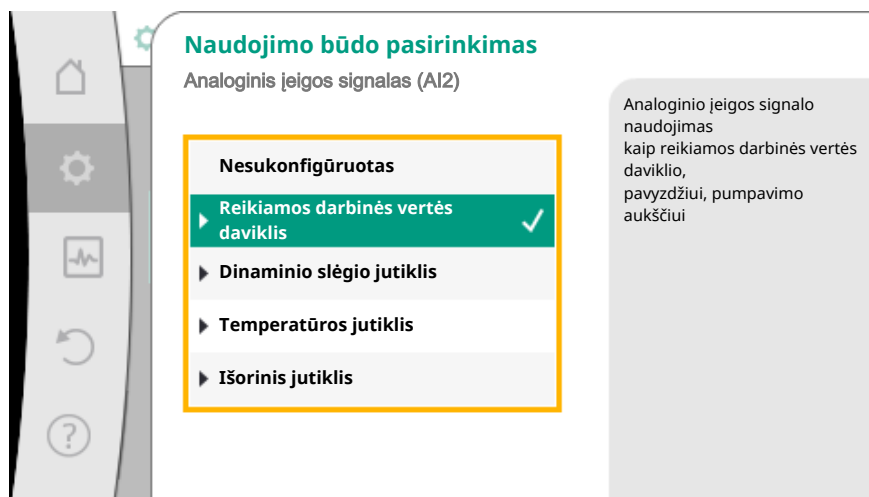 Naudojimo būdo pasirinkimas
Analoginis įeigos signalas (AI2)
Nesukonfigūruotas
Reikiamos darbinės vertės
daviklis
Dinaminio slėgio jutiklis
Temperatūros jutiklis
Išorinis jutiklis
Analoginio įeigos signalo
naudojimas
kaip reikiamos darbinės vertės
daviklio,
pavyzdžiui, pumpavimo
aukščiui